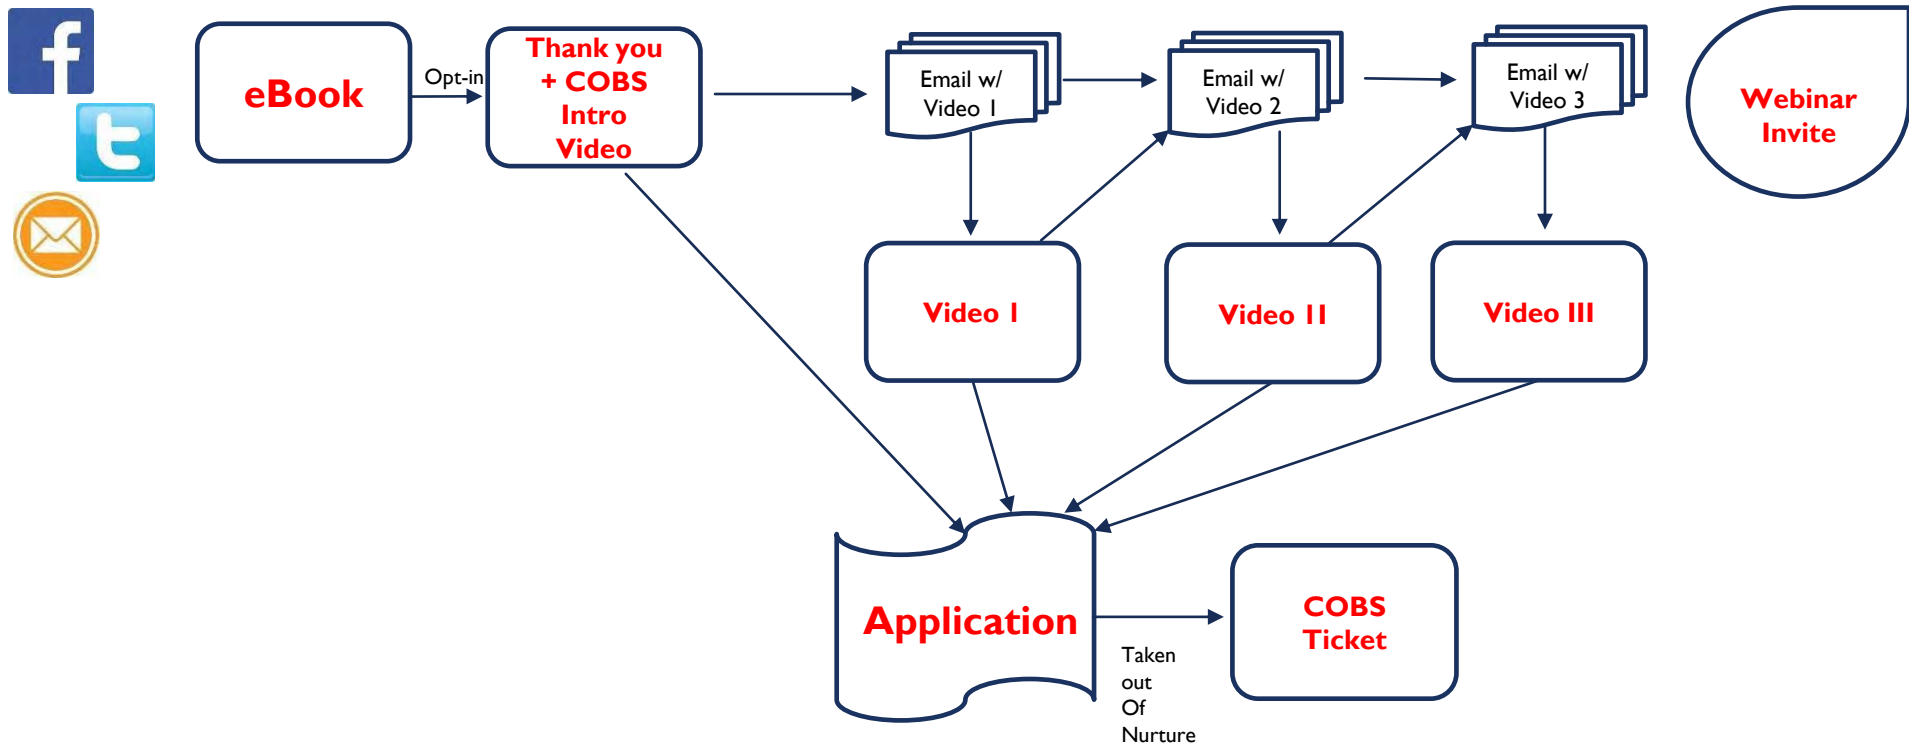 eBook
Opt-in
Thank you
+ COBS
Intro
Video
Email w/
Video 1
Email w/
Video 2
Email w/
Video 3
Webinar
Invite
Video I
Video 1I
Video III
Application
Taken
out
Of
Nurture
COBS
Ticket